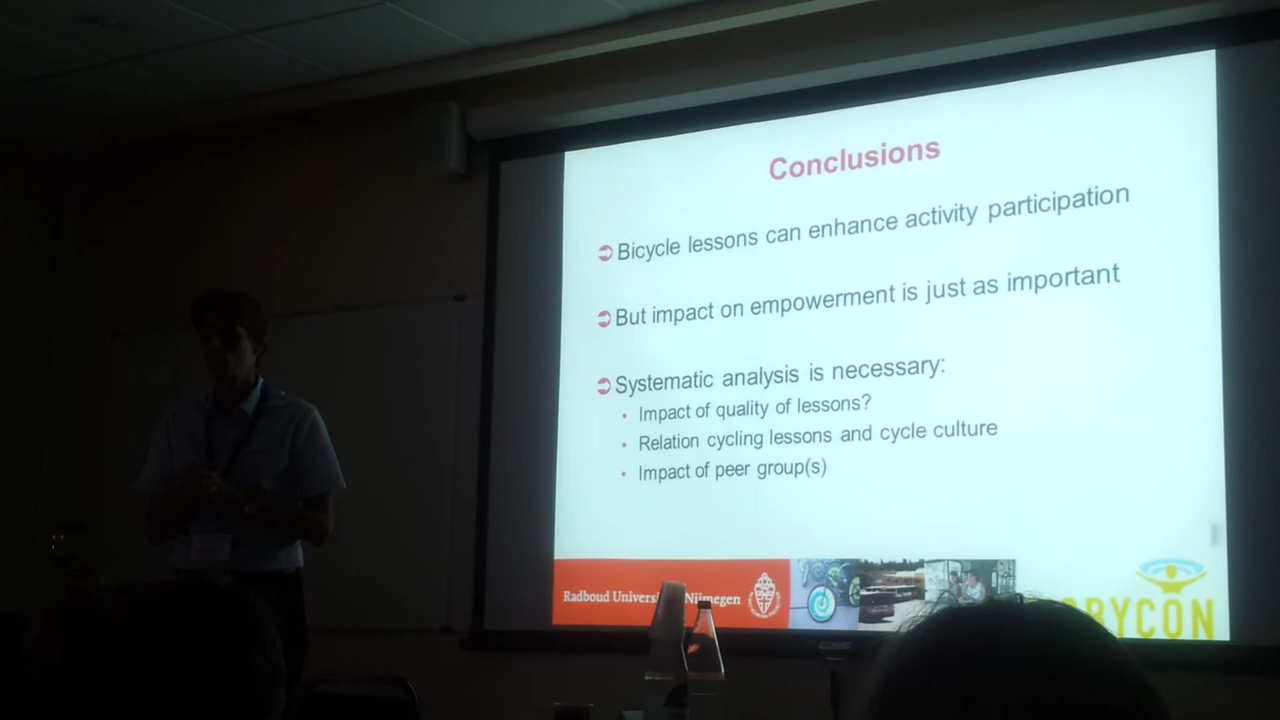 Conclusions
Bicycle lessons can enhance activity participation
But impact on empowerment is just as important
Systematic analysis is necessary:
• Impact of quality of lessons?
• Relation cycling lessons and cycle culture
• Impact of peer group(s)
Radboud Nijmegen